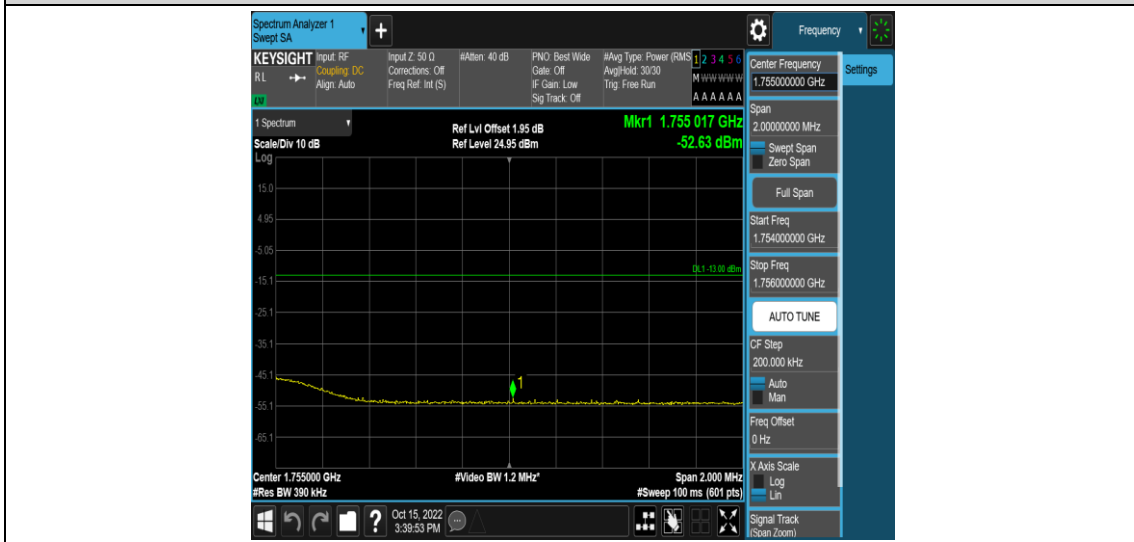 Spectrum Analyzer 1
Swept SA
+
Frequency
KEYSIGHT
RL
LXI
Input: RF
Coupling: DC
Align: Auto
Input Z: 50 Ω
Corrections: Off
Freq Ref: Int (S)
#Atten: 40 dB
PNO: Best Wide
Gate: Off
IF Gain: Low
Sig Track: Off
#Avg Type: Power (RMS
Avg|Hold: 30/30
Trig: Free Run
1 2 3 4 5 6
M W W W W W
A A A A A A
1 Spectrum
Scale/Div 10 dB
Log
Ref Lvl Offset 1.95 dB
Ref Level 24.95 dBm
Mkr1 1.755 017 GHz
-52.63 dBm
15.0
4.95
-5.05
DL1 -13.00 dBm
-15.1
-25.1
-35.1
-45.1
1
-55.1
-65.1
Center 1.755000 GHz
#Res BW 390 kHz
#Video BW 1.2 MHz*
Span 2.000 MHz
#Sweep 100 ms (601 pts)
?
Oct 15, 2022
3:39:53 PM
Center Frequency
1.755000000 GHz
Settings
Span
2.00000000 MHz
Swept Span
Zero Span
Full Span
Start Freq
1.754000000 GHz
Stop Freq
1.756000000 GHz
AUTO TUNE
CF Step
200.000 kHz
Auto
Man
Freq Offset
0 Hz
X Axis Scale
Log
Lin
Signal Track
(Span Zoom)